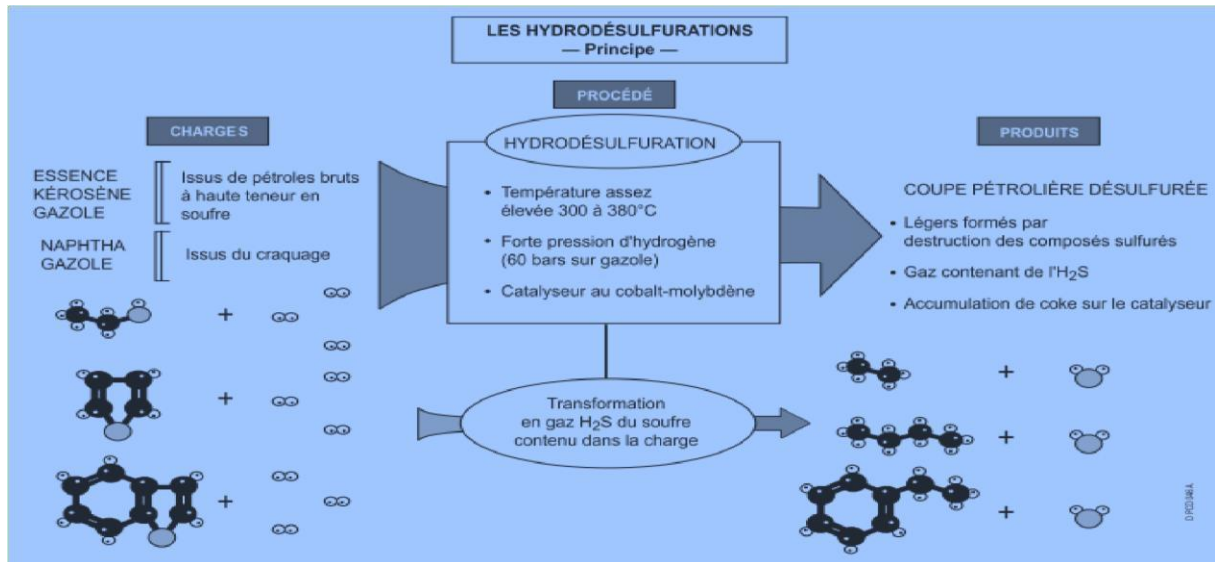 LES HYDRODÉSULFURATIONS
— Principe —
PROCÉDÉ
CHARGES
PRODUITS
ESSENCE
KÉROSÈNE
GAZOLE
Issus de pétroles bruts
à haute teneur en
soufre
NAPHTHA
GAZOLE
Issus du craquage
HYDRODÉSULFURATION
• Température assez
élevée 300 à 380°C
• Forte pression d'hydrogène
(60 bars sur gazole)
• Catalyseur au cobalt-molybdène
COUPE PÉTROLIÈRE DÉSULFURÉE
• Légers formés par
destruction des composés sulfurés
• Gaz contenant de l'H₂S
• Accumulation de coke sur le catalyseur
+
+
+
Transformation
en gaz H₂S du soufre
contenu dans la charge
+
+
+